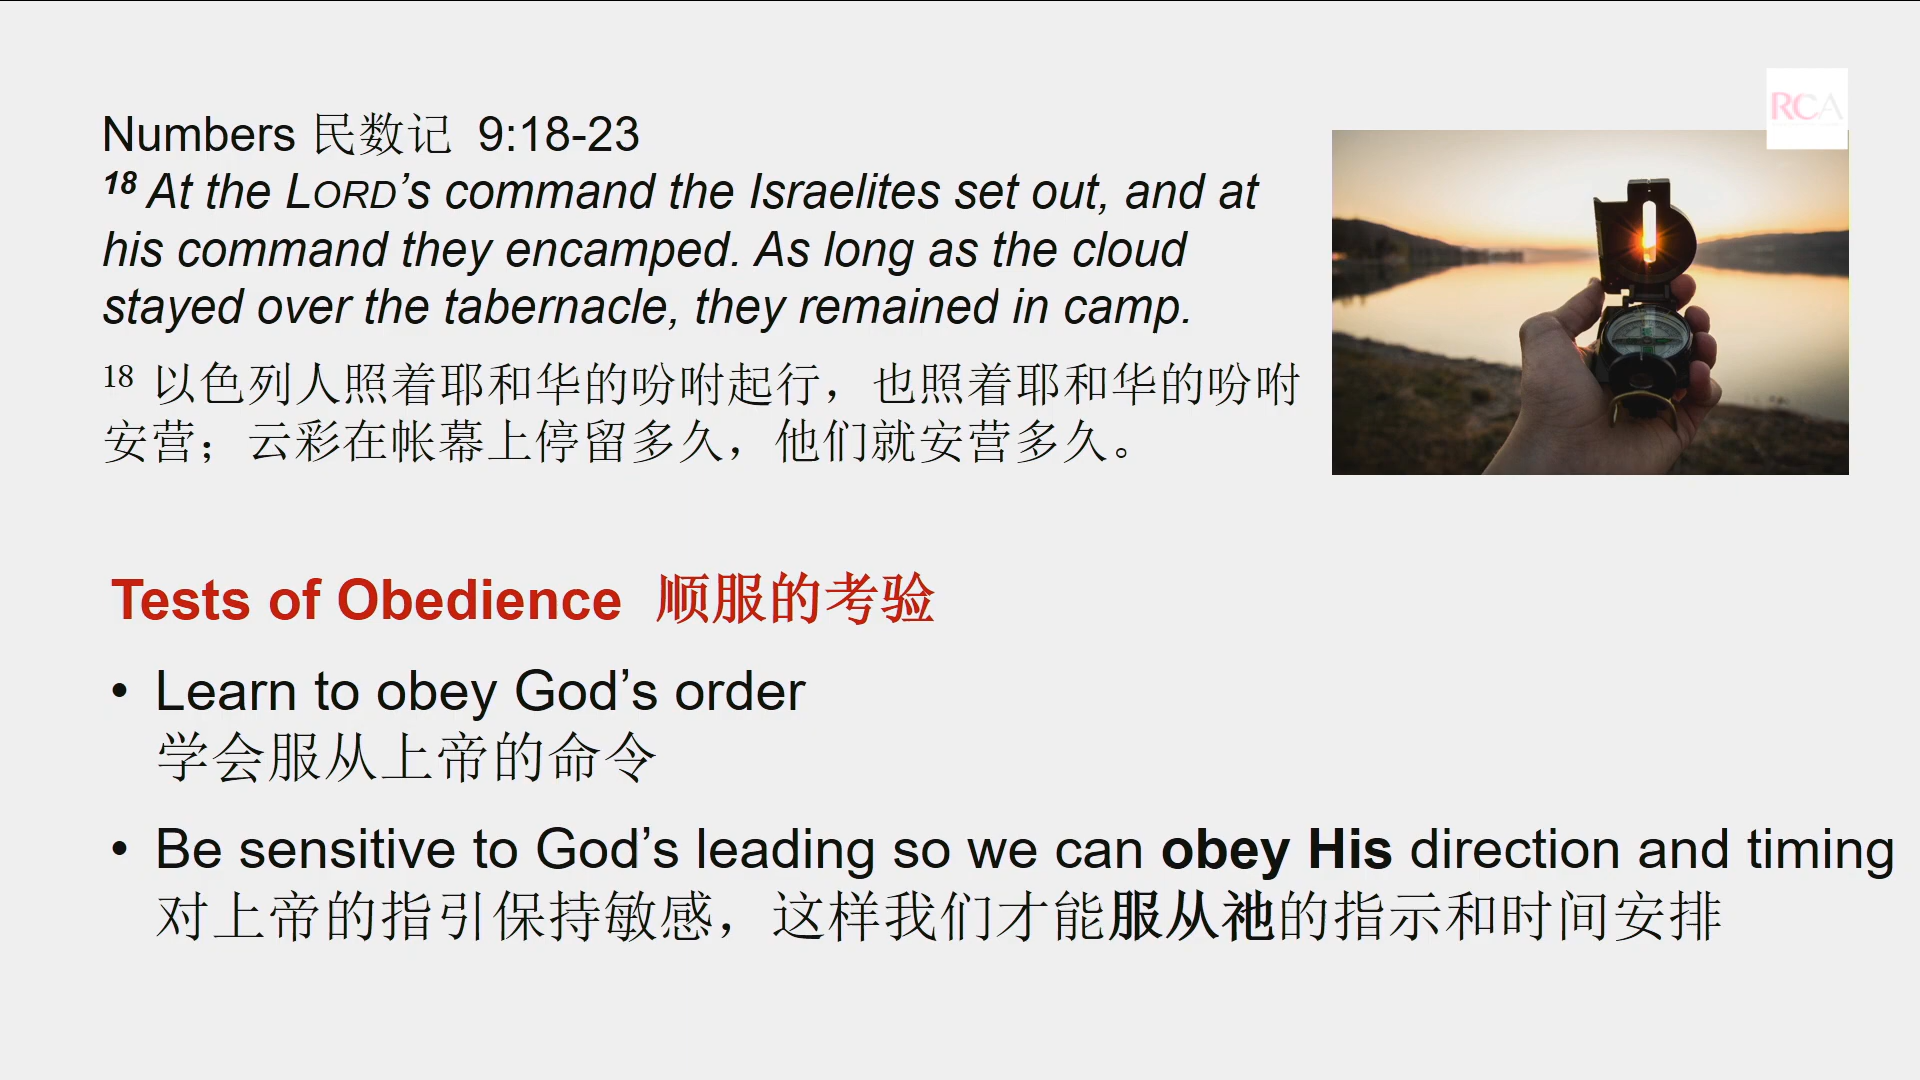 RCA
Numbers 民数记 9:18-23
18 At the LORD’s command the Israelites set out, and at
his command they encamped. As long as the cloud
stayed over the tabernacle, they remained in camp.
18 以色列人照着耶和华的吩咐起行，也照着耶和华的吩咐
安营；云彩在帐幕上停留多久，他们就安营多久。
Tests of Obedience 顺服的考验
• Learn to obey God’s order
学会服从上帝的命令
• Be sensitive to God’s leading so we can obey His direction and timing
对上帝的指引保持敏感，这样我们才能服从祂的指示和时间安排